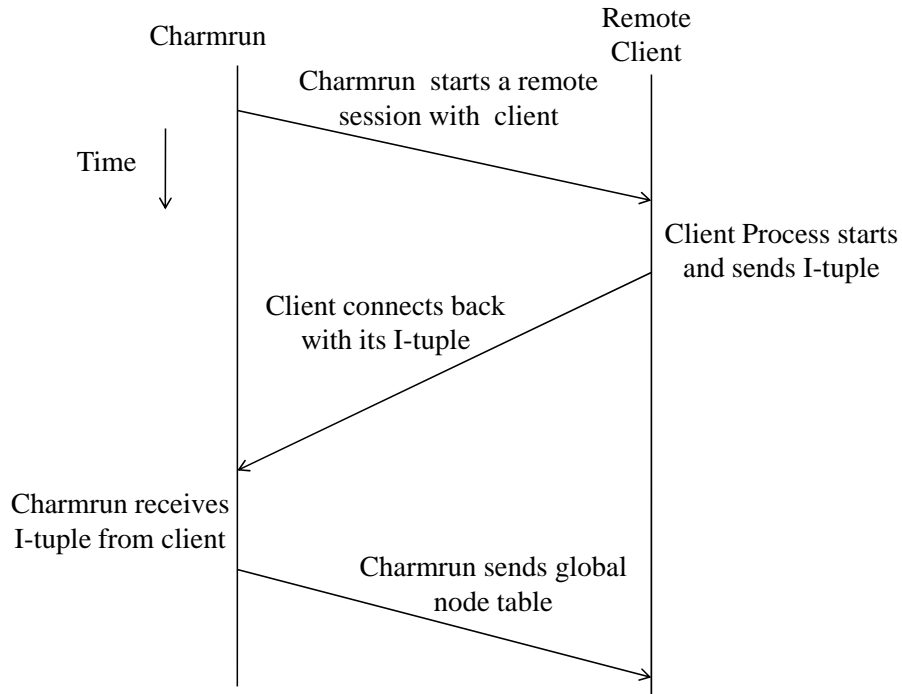 Charmrun
Remote
Client
Charmrun starts a remote
session with client
Time
Client Process starts
and sends I-tuple
Client connects back
with its I-tuple
Charmrun receives
I-tuple from client
Charmrun sends global
node table